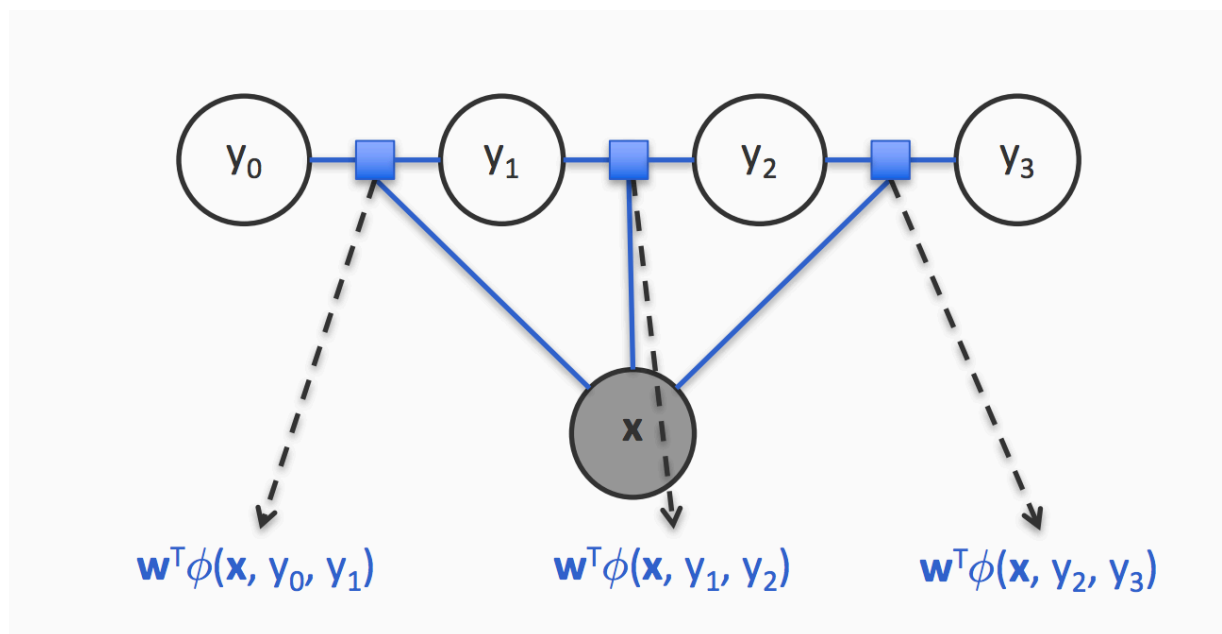 y₀ y₁ y₂ y₃
x
wᵀϕ(x, y₀, y₁) wᵀϕ(x, y₁, y₂) wᵀϕ(x, y₂, y₃)